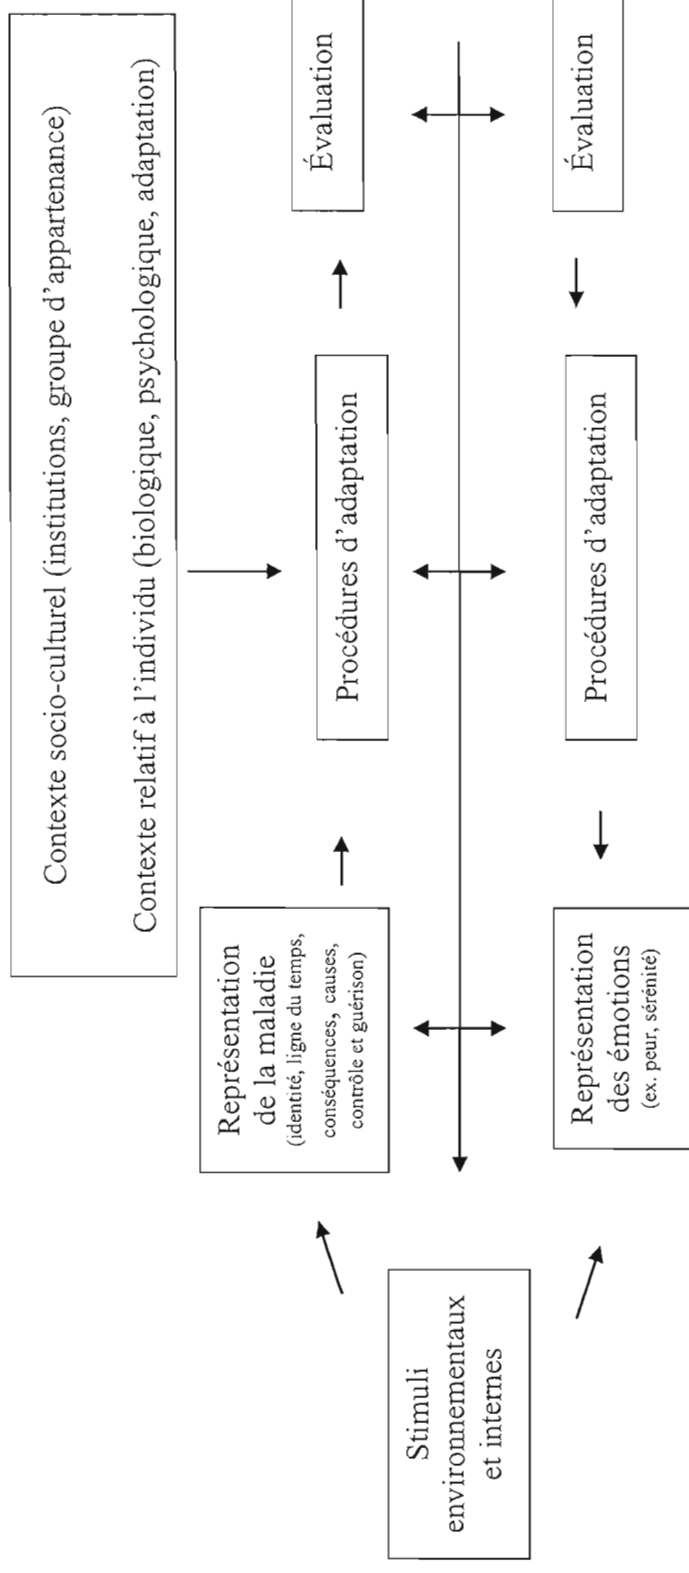 Contexte socio-culturel (institutions, groupe d'appartenance)
Contexte relatif à l'individu (biologique, psychologique, adaptation)
Stimuli
environnementaux
et internes
Représentation
de la maladie
(identité, ligne du temps,
conséquences, causes,
contrôle et guérison)
Procédures d'adaptation
Évaluation
Représentation
des émotions
(ex. peur, sérénité)
Procédures d'adaptation
Évaluation